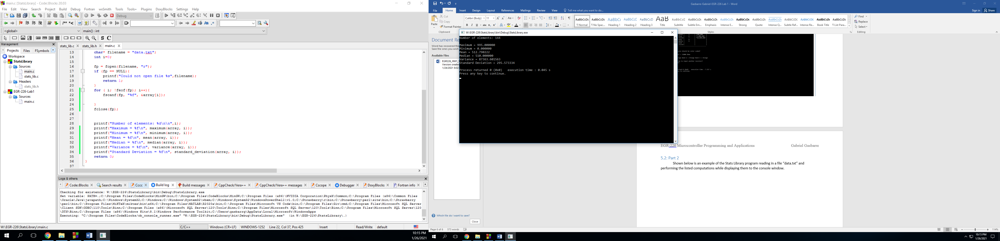 main.c [StatsLibrary] - Code::Blocks 20.03
File Edit View Search Project Build Debug Fortran wxSmith Tools Tools+ Plugins DoxyBlocks Settings Help
Debug
<global>
main() : int
S C
Management
Projects Files FSymbols
Workspace
StatsLibrary
Sources
main.c
stats_lib.c
Headers
stats_lib.h
EGR-226-Lab1
Sources
main.c
stats_lib.c stats_lib.h main.c
13 char* filename = "data.txt";
14 int i=0;
15
16 fp = fopen(filename, "r");
17 if (fp == NULL){
18 printf("Could not open file %s",filename);
19 return 1;
20 }
21 for ( i; !feof(fp); i++){
22 fscanf(fp, "%f", &array[i]);
23
24 }
25 fclose(fp);
26
27
28 printf("Number of elements: %d\n\n",i);
29 printf("Maximum = %f\n", maximum(array, i));
30 printf("Minimum = %f\n", minimum(array, i));
31 printf("Mean = %f\n", mean(array, i));
32 printf("Median = %f\n", median(array, i));
33 printf("Variance = %f\n", variance(array, i));
34 printf("Standard Deviation = %f\n", standard_deviation(array, i));
35 return 0;
36 }
37
Logs & others
Code::Blocks Search results Cccc Build log Build messages CppCheck/Vera++ CppCheck/Vera++ messages Cscope Debugger DoxyBlocks Fortran info
Checking for existence: W:\EGR-226\StatsLibrary\bin\Debug\StatsLibrary.exe
Set variable: PATH=.;C:\Program Files\CodeBlocks\MinGW\bin;C:\Program Files\CodeBlocks\MinGW;C:\Program Files (x86)\NVIDIA Corporation\PhysX\Common;C:\Program Files (x86)\Common Files
\Oracle\Java\javapath;C:\Windows\System32;C:\Windows;C:\Windows\System32\wbem;C:\Windows\System32\WindowsPowerShell\v1.0;C:\Strawberry\c\bin;C:\Strawberry\perl\site\bin;C:\Strawberry
\perl\bin;C:\Program Files\MiKTeX\miktex\bin\x64;C:\Program Files\MATLAB\R2020a\bin;C:\Program Files\Microsoft VS Code\bin;C:\Program Files\Git\cmd;C:\Program Files\Microsoft SQL Server
\Client SDK\ODBC\110\Tools\Binn;C:\Program Files (x86)\Microsoft SQL Server\120\Tools\Binn;C:\Program Files\Microsoft SQL Server\120\Tools\Binn;C:\Program Files\Microsoft SQL Server\120
\DTS\Binn;C:\Program Files (x86)\Windows Kits\8.1\Windows Performance Toolkit;C:\Users\gasbarrg\AppData\Local\Microsoft\WindowsApps
Executing: "C:\Program Files\CodeBlocks/cb_console_runner.exe" "W:\EGR-226\StatsLibrary\bin\Debug\StatsLibrary.exe" (in W:\EGR-226\StatsLibrary\.)
W:\EGR-226\StatsLibrary\main.c C/C++ Windows (CR+LF) WINDOWS-1252 Line 22, Col 37, Pos 425 Insert Read/Write default
10:15 PM
1/26/2021
Gasbarre-Gabriel-EGR-226 Lab 1 - Word
Sign in Share
File Home Insert Design Layout References Mailings Review View Tell me what you want to do...
Paste
Cut
Copy
Format Painter
Clipboard
Calibri (Body) 11
B I U abc
AaBbCcDc AaBbCcDc AaBbC AaBbCcE AaBbCcD AaB AaBbCcD AaBbCcDc AaBbCcDc AaBbCcDc AaBbCcDc AaBbCcDc AaBbCcDc AABBCCDC AABBCCDC AaBbCcDc AaBbCcDc
¶ Normal ¶ No Spac... Heading 1 Heading 2 Heading 3 Title Subtitle Subtle Em... Emphasis Intense E... Strong Quote Intense Q... Subtle Ref... Intense Re... Book Title ¶ List Para...
Styles
Find
Replace
Select
Editing
Document Re
Word has recovered the
Save the ones you wish
Available Files
EGR226_HM1_
Version create
1/24/2021 8:02
Which file do I want to save?
Close
W:\EGR-226\StatsLibrary\bin\Debug\StatsLibrary.exe
Number of elements: 144
Maximum = 995.000000
Minimum = 0.000000
Mean = 512.790222
Median = 510.000000
Variance = 87363.601563
Standard Deviation = 295.573334
Process returned 0 (0x0) execution time : 0.045 s
Press any key to continue.
EGR:226 Microcontroller Programming and Applications Gabriel Gasbarre
5.2: Part 2
Shown below is an example of the Stats Library program reading in a file “data.txt” and
performing the listed computations while displaying them to the console window.
Page 6 of 6 573 words
114%
10:15 PM
1/26/2021